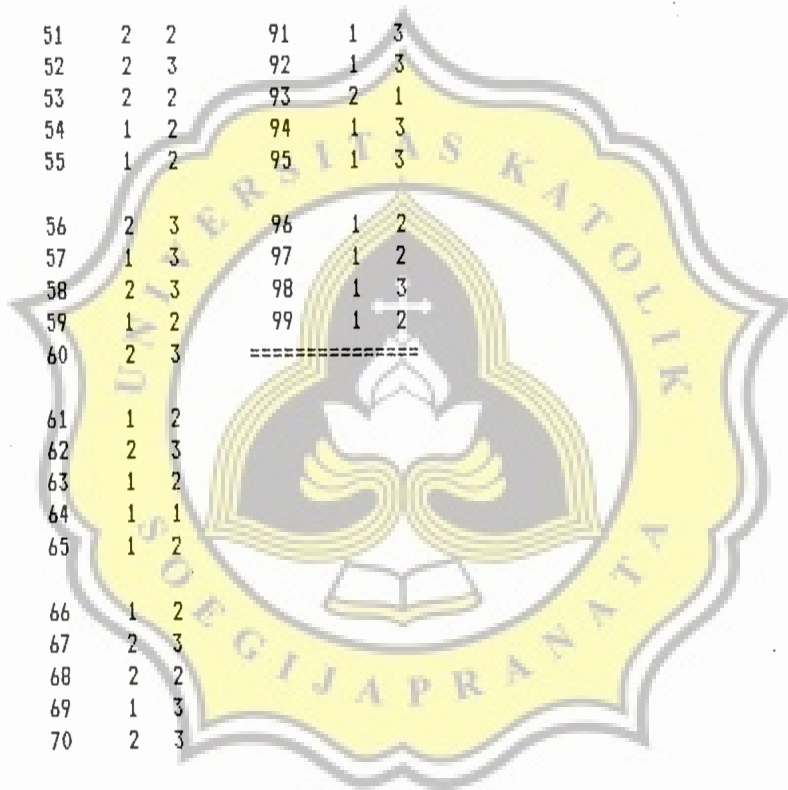 51 2 2 91 1 3
52 2 3 92 1 3
53 2 2 93 2 1
54 1 2 94 1 3
55 1 2 95 1 3
56 2 3 96 1 2
57 1 3 97 1 2
58 2 3 98 1 3
59 1 2 99 1 2
60 2 3 ==================
61 1 2
62 2 3
63 1 2
64 1 1
65 1 2
66 1 2
67 2 3
68 2 2
69 1 3
70 2 3
UNIVERSITAS KATOLIK
SOEGIJAPRANATA